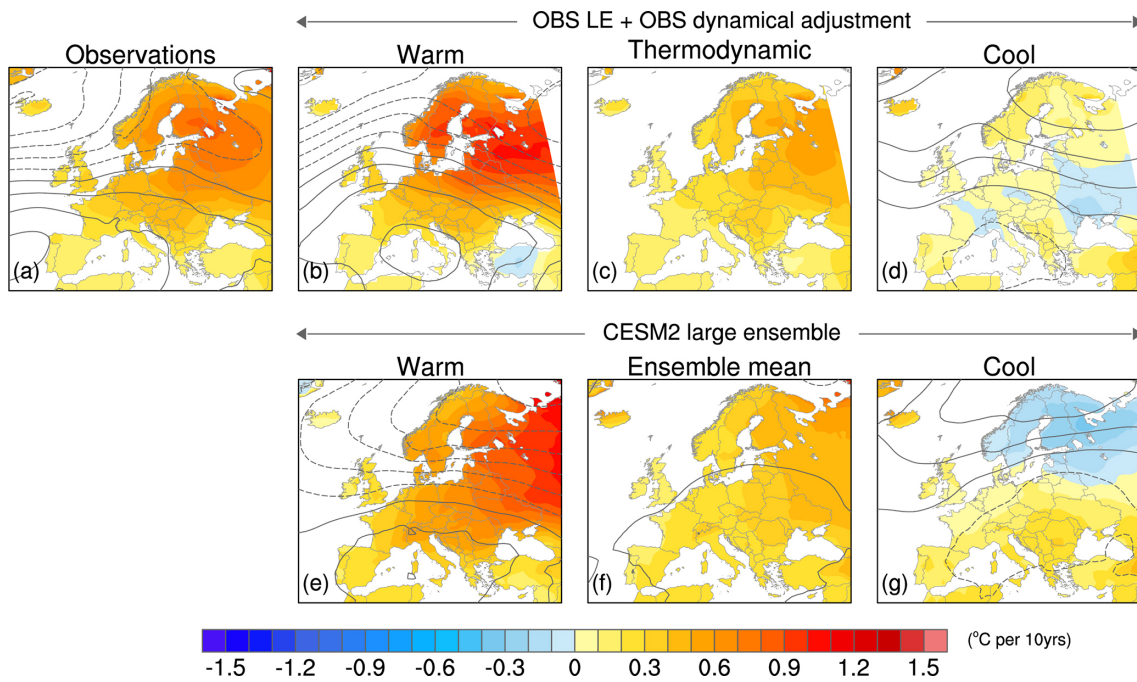 OBS LE + OBS dynamical adjustment
Observations
Warm
Thermodynamic
Cool
(a)
(b)
(c)
(d)
CESM2 large ensemble
Warm
Ensemble mean
Cool
(e)
(f)
(g)
-1.5 -1.2 -0.9 -0.6 -0.3 0 0.3 0.6 0.9 1.2 1.5
(°C per 10yrs)